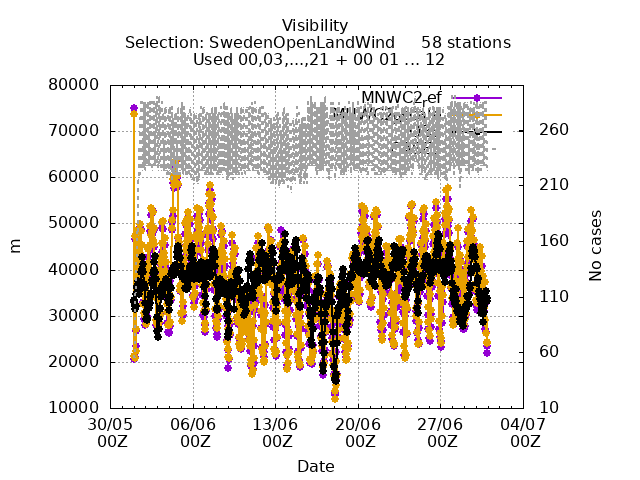 Visibility
Selection: SwedenOpenLandWind 58 stations
Used 00,03,...,21 + 00 01 ... 12
80000
70000
60000
50000
40000
30000
20000
10000
m
MNWC2ref
260
210
160
110
60
10
No cases
30/05 06/06 13/06 20/06 27/06 04/07
00Z 00Z 00Z 00Z 00Z 00Z
Date